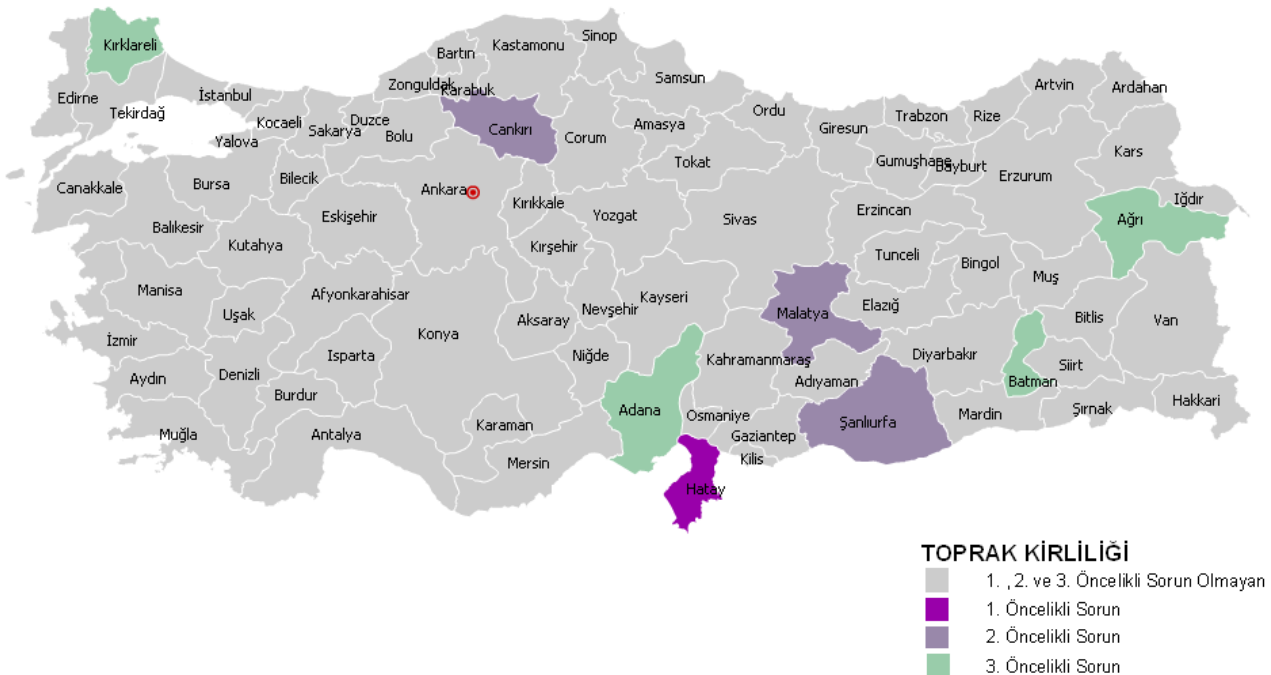 Kırklareli
Edirne
Tekirdağ
İstanbul
Kocaeli
Yalova
Sakarya
Duzce
Bolu
Zonguldak
Bartın
Karabuk
Kastamonu
Sinop
Cankırı
Corum
Samsun
Amasya
Tokat
Ordu
Giresun
Trabzon
Gumuşhane
Bayburt
Rize
Artvin
Ardahan
Kars
Erzurum
Iğdır
Ağrı
Canakkale
Bursa
Bilecik
Balıkesir
Kutahya
Eskişehir
Ankara
Kırıkkale
Kırşehir
Yozgat
Sivas
Erzincan
Tunceli
Bingol
Muş
Bitlis
Van
Manisa
Uşak
Afyonkarahisar
Konya
Aksaray
Nevşehir
Kayseri
Niğde
Malatya
Elazığ
Diyarbakır
Batman
Siirt
Şırnak
Hakkari
Mardin
İzmir
Aydın
Denizli
Isparta
Burdur
Muğla
Antalya
Karaman
Mersin
Adana
Kahramanmaraş
Adıyaman
Osmaniye
Gaziantep
Kilis
Şanlıurfa
Hatay
TOPRAK KİRLİLİĞİ
1. , 2. ve 3. Öncelikli Sorun Olmayan
1. Öncelikli Sorun
2. Öncelikli Sorun
3. Öncelikli Sorun